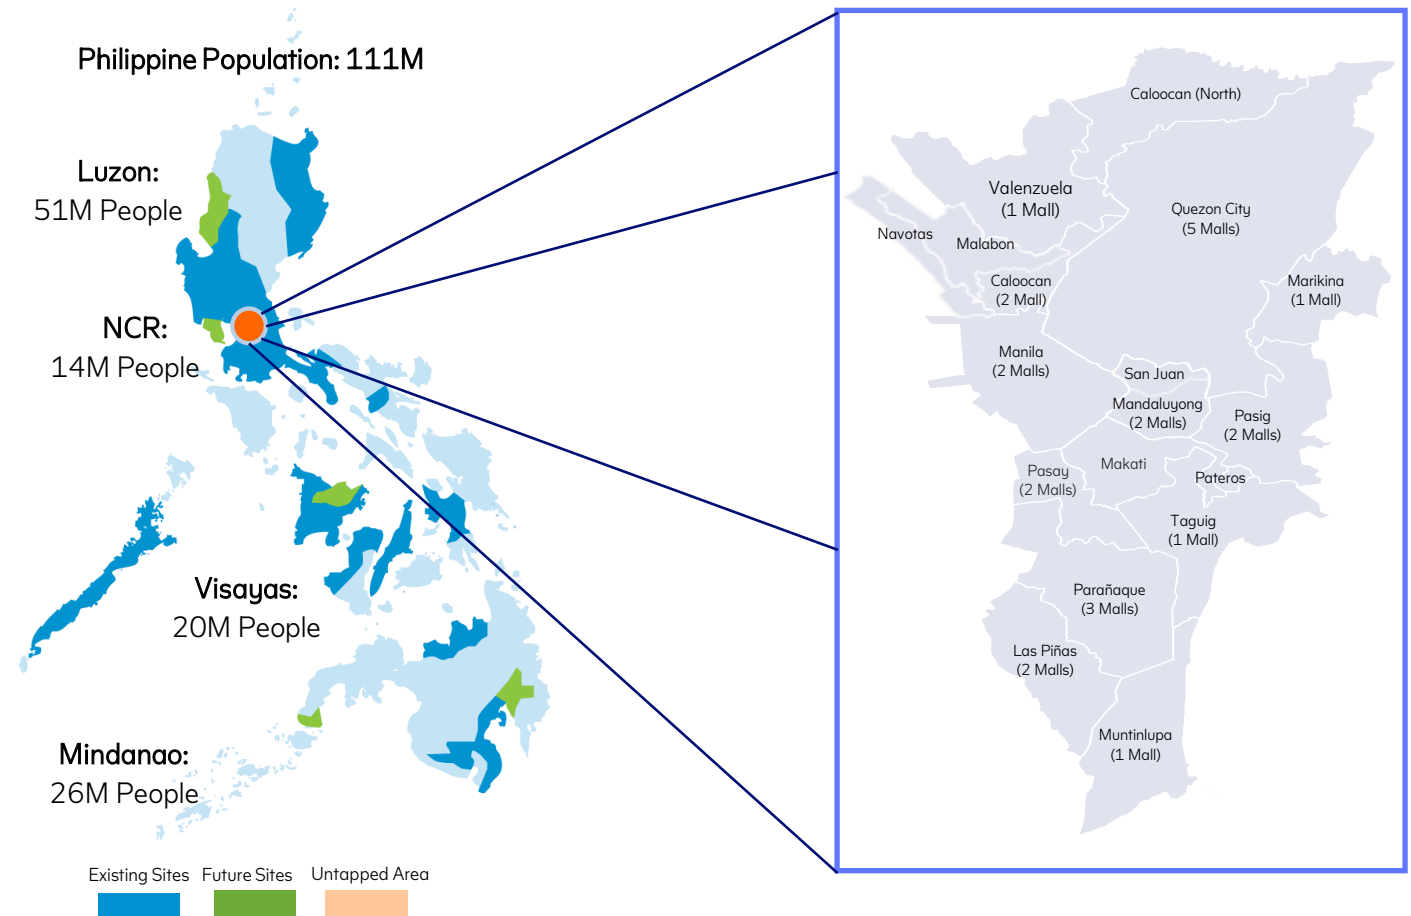 Philippine Population: 111M
Luzon:
51M People
NCR:
14M People
Visayas:
20M People
Mindanao:
26M People
Existing Sites
Future Sites
Untapped Area
Caloocan (North)
Valenzuela
(1 Mall)
Quezon City
(5 Malls)
Navotas
Malabon
Caloocan
(2 Mall)
Marikina
(1 Mall)
Manila
(2 Malls)
San Juan
Mandaluyong
(2 Malls)
Pasig
(2 Malls)
Pasay
(2 Malls)
Makati
Pateros
Taguig
(1 Mall)
Parañaque
(3 Malls)
Las Piñas
(2 Malls)
Muntinlupa
(1 Mall)